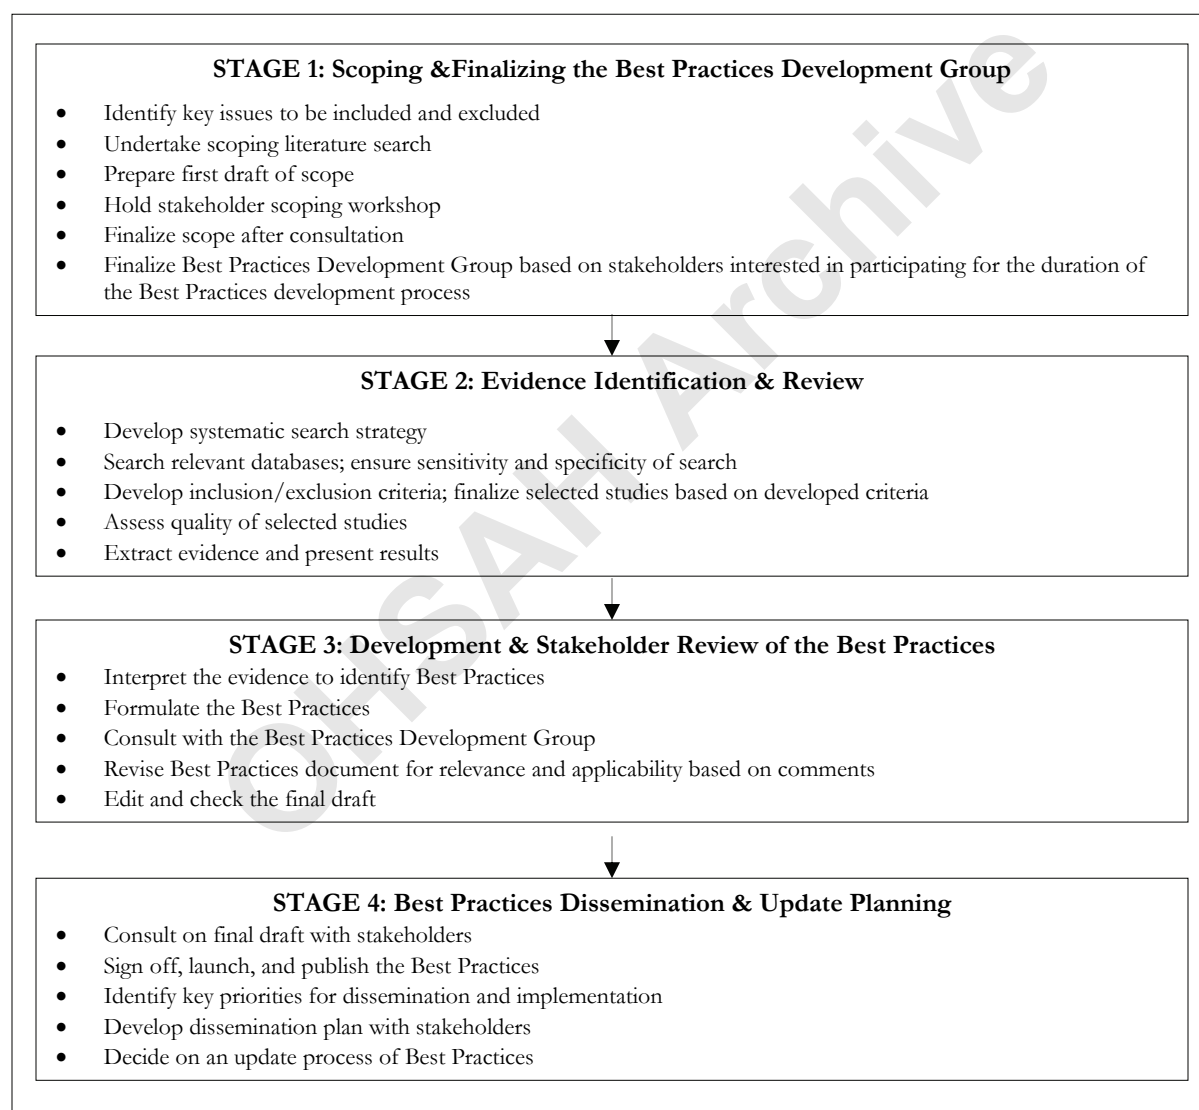 STAGE 1: Scoping &Finalizing the Best Practices Development Group
• Identify key issues to be included and excluded
• Undertake scoping literature search
• Prepare first draft of scope
• Hold stakeholder scoping workshop
• Finalize scope after consultation
• Finalize Best Practices Development Group based on stakeholders interested in participating for the duration of
the Best Practices development process
STAGE 2: Evidence Identification & Review
• Develop systematic search strategy
• Search relevant databases; ensure sensitivity and specificity of search
• Develop inclusion/exclusion criteria; finalize selected studies based on developed criteria
• Assess quality of selected studies
• Extract evidence and present results
STAGE 3: Development & Stakeholder Review of the Best Practices
• Interpret the evidence to identify Best Practices
• Formulate the Best Practices
• Consult with the Best Practices Development Group
• Revise Best Practices document for relevance and applicability based on comments
• Edit and check the final draft
STAGE 4: Best Practices Dissemination & Update Planning
• Consult on final draft with stakeholders
• Sign off, launch, and publish the Best Practices
• Identify key priorities for dissemination and implementation
• Develop dissemination plan with stakeholders
• Decide on an update process of Best Practices
OHSAH Archive